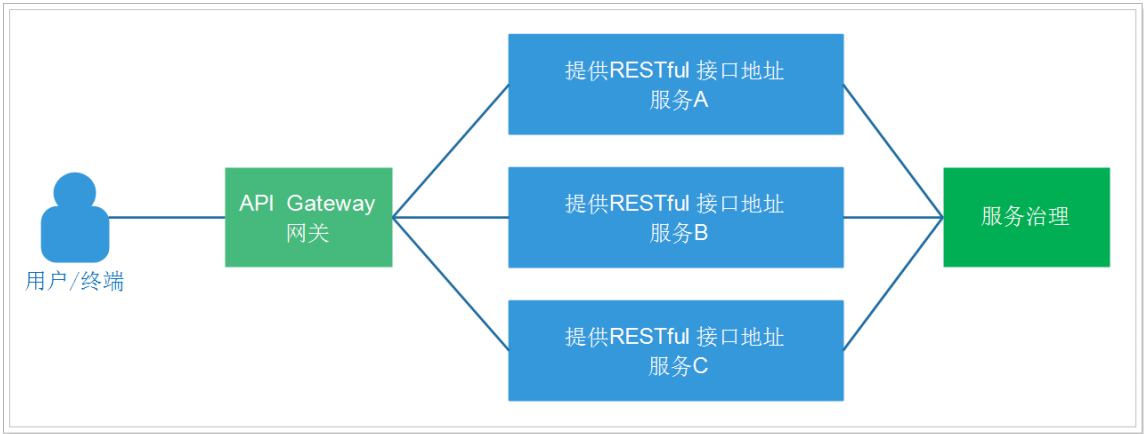 用户/终端
API Gateway
网关
提供RESTful 接口地址
服务A
提供RESTful 接口地址
服务B
提供RESTful 接口地址
服务C
服务治理